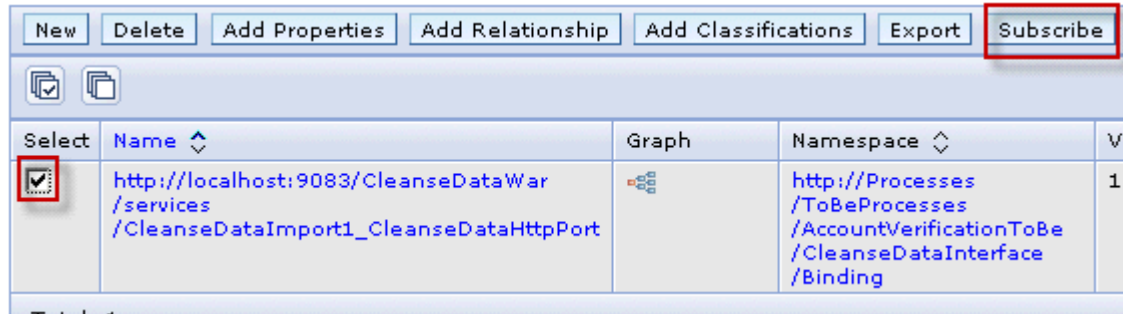 New Delete Add Properties Add Relationship Add Classifications Export Subscribe
Select Name Graph Namespace V
http://localhost:9083/CleanseDataWar http://Processes 1
/services /ToBeProcesses
/CleanseDataImport1_CleanseDataHttpPort /AccountVerificationToBe
/CleanseDataInterface
/Binding